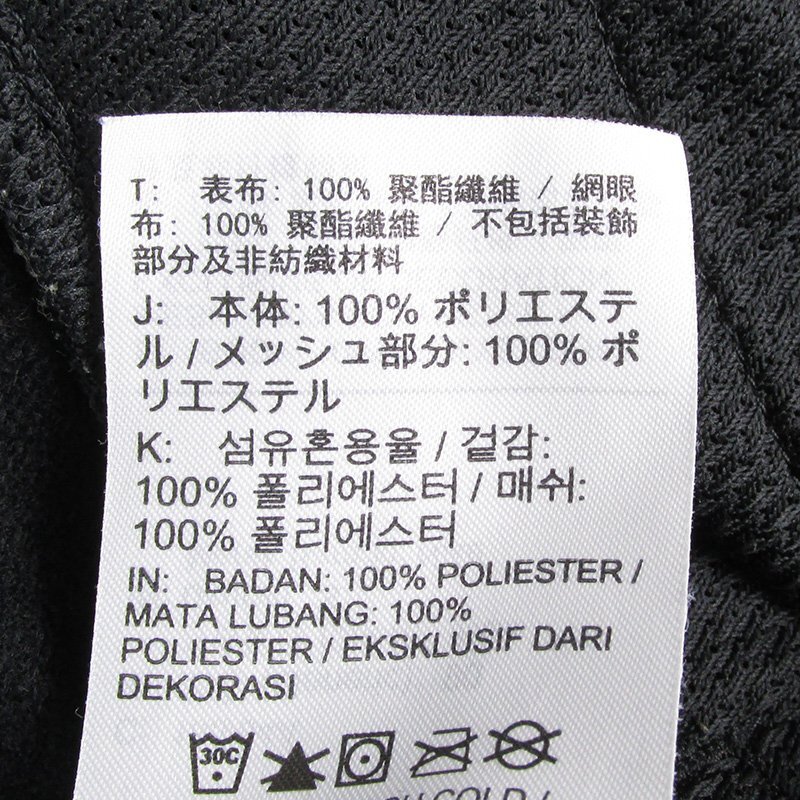 T: 表布: 100% 聚酯纖維 / 網眼
布: 100% 聚酯纖維 / 不包括裝飾
部分及非紡織材料
J: 本体: 100% ポリエステ
ル / メッシュ部分: 100% ポ
リエステル
K: 섬유혼용율 / 겉감:
100% 폴리에스터 / 매쉬:
100% 폴리에스터
IN: BADAN: 100% POLIESTER /
MATA LUBANG: 100%
POLIESTER / EKSKLUSIF DARI
DEKORASI
30C
COLD /